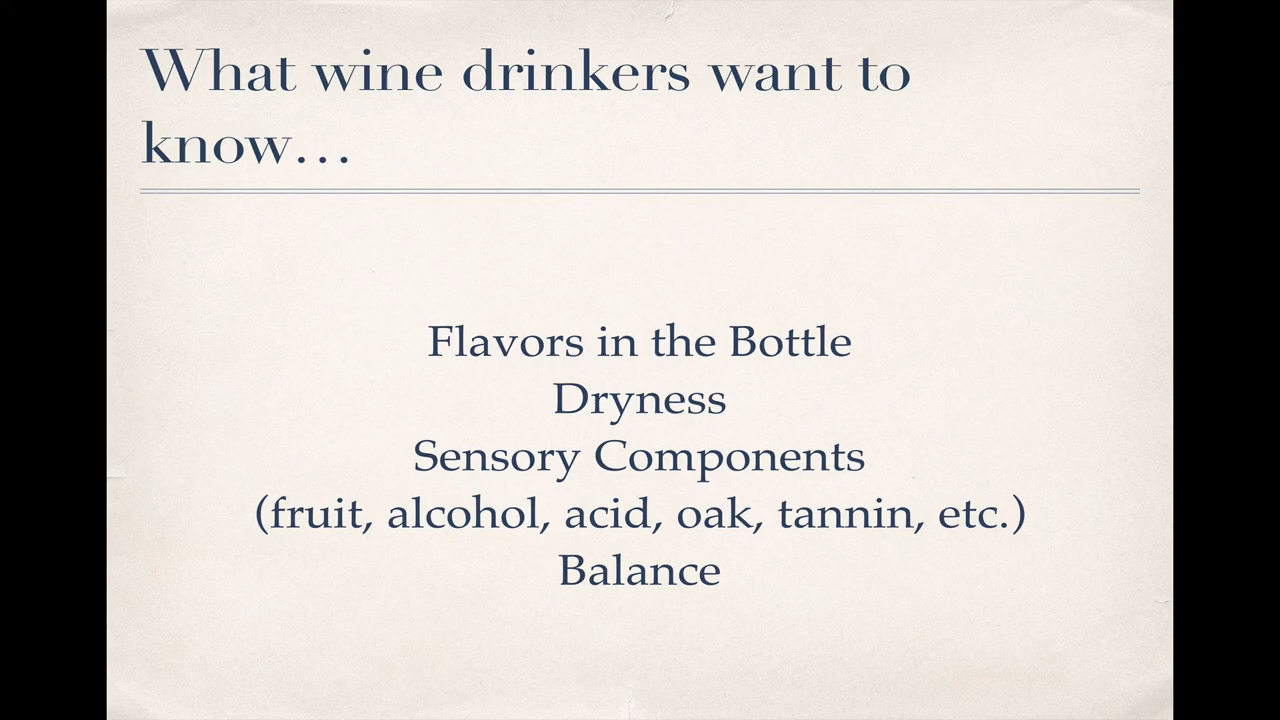 What wine drinkers want to
know…
Flavors in the Bottle
Dryness
Sensory Components
(fruit, alcohol, acid, oak, tannin, etc.)
Balance